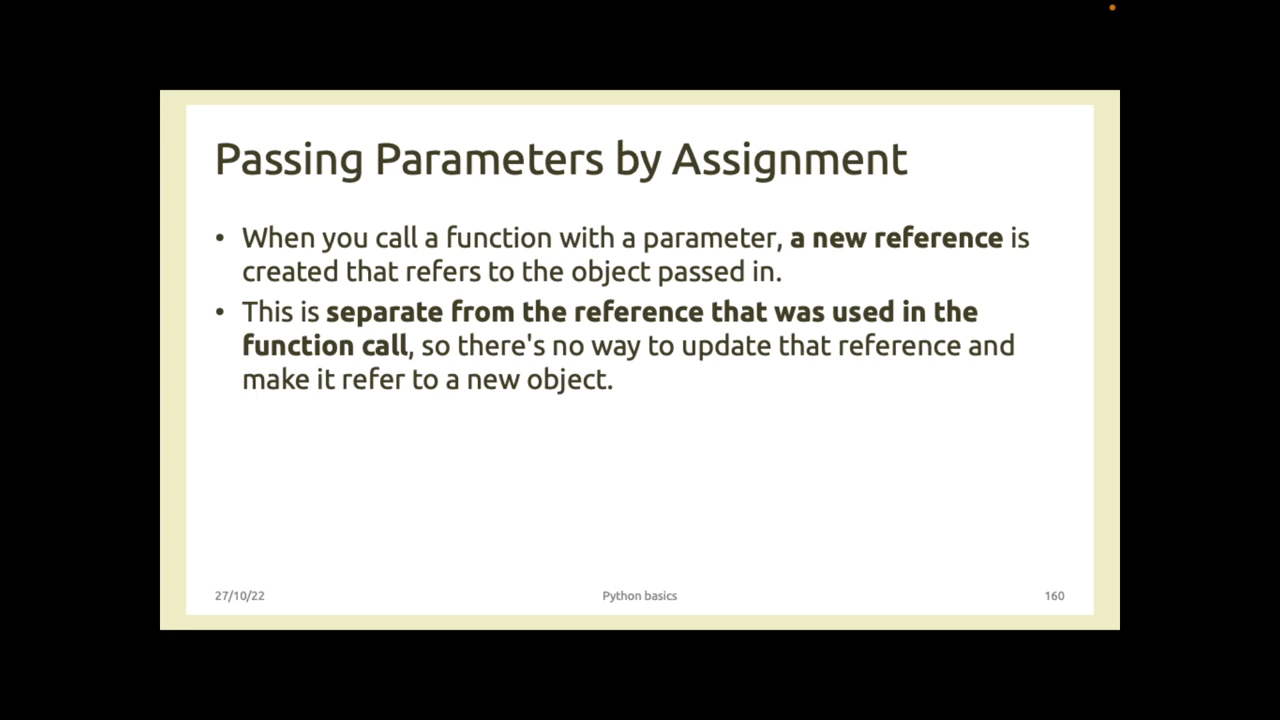 Passing Parameters by Assignment
• When you call a function with a parameter, a new reference is
created that refers to the object passed in.
• This is separate from the reference that was used in the
function call, so there's no way to update that reference and
make it refer to a new object.
27/10/22
Python basics
160